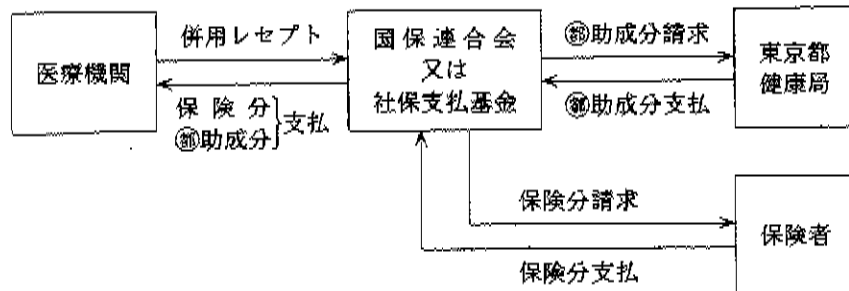 医療機関
併用レセプト
保険分
㊞助成分
}支払
国保連合会
又は
社保支払基金
都助成分請求
都助成分支払
東京都
健康局
保険分請求
保険分支払
保険者